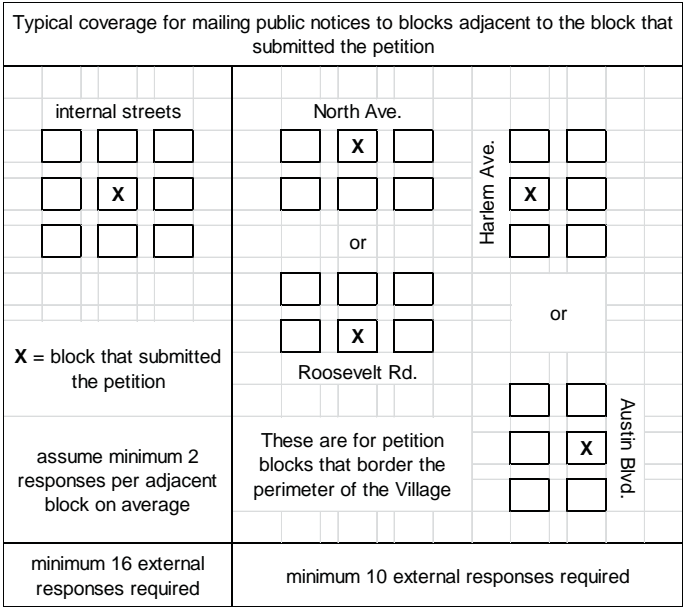 Typical coverage for mailing public notices to blocks adjacent to the block that
submitted the petition
internal streets
X
X = block that submitted
the petition
assume minimum 2
responses per adjacent
block on average
minimum 16 external
responses required
North Ave.
X
or
X
Roosevelt Rd.
These are for petition
blocks that border the
perimeter of the Village
Harlem Ave.
X
or
X
Austin Blvd.
minimum 10 external responses required